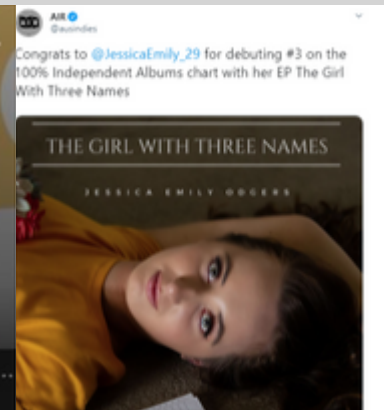 AIR
@ausindies
Congrats to @JessicaEmily_29 for debuting #3 on the
100% Independent Albums chart with her EP The Girl
With Three Names
THE GIRL WITH THREE NAMES
JESSICA EMILY ODGERS